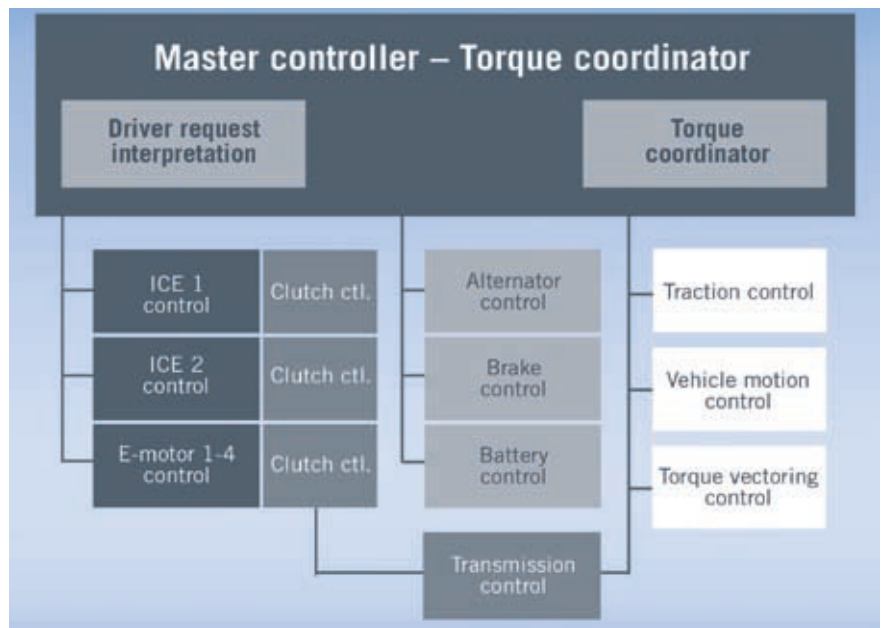 Master controller – Torque coordinator
Driver request
interpretation
Torque
coordinator
ICE 1
control
Clutch ctl.
Alternator
control
Traction control
ICE 2
control
Clutch ctl.
Brake
control
Vehicle motion
control
E-motor 1-4
control
Clutch ctl.
Battery
control
Torque vectoring
control
Transmission
control